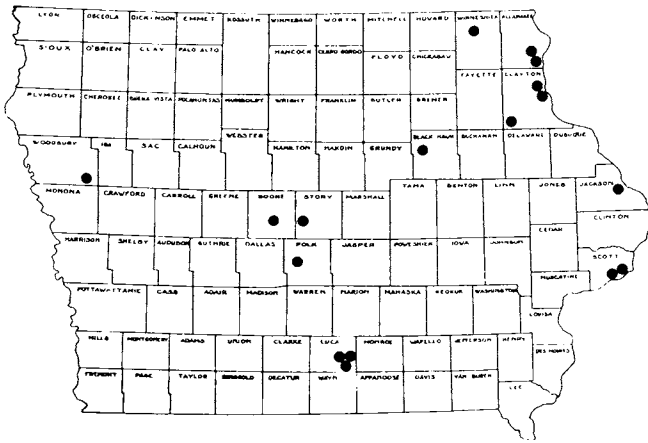 LYON OSCEOLA DICKINSON EMMET KOSSUTH WINNEBAGO WORTH MITCHELL HOWARD WINNESHIEK ALLAMAKEE
SIOUX O'BRIEN CLAY PALO ALTO HANCOCK CERRO GORDO FLOYD CHICKASAW
FAYETTE CLAYTON
PLYMOUTH CHEROKEE BUENA VISTA POCAHONTAS HUMBOLDT WRIGHT FRANKLIN BUTLER BREMER
WEBSTER BLACK HAWK
WOODBURY IDA SAC CALHOUN HAMILTON HARDIN GRUNDY BUCHANAN DELAWARE DUBUQUE
MONONA CRAWFORD CARROLL GREENE BOONE STORY MARSHALL TAMA BENTON LINN JONES JACKSON
CLINTON
CEDAR
HARRISON SHELBY AUDUBON GUTHRIE DALLAS POLK JASPER POWESHIEK IOWA JOHNSON
SCOTT
MUSCATINE
POTTAWATTAMIE CASS ADAIR MADISON WARREN MARION MAHASKA KEOKUK WASHINGTON
LOUISA
MILLS MONTGOMERY ADAMS UNION CLARKE LUCA MONROE WAPELLO JEFFERSON HENRY
DES MOINES
FREMONT PAGE TAYLOR RINGGOLD DECATUR WAYN APPANOOSE DAVIS VAN BUREN
LEE